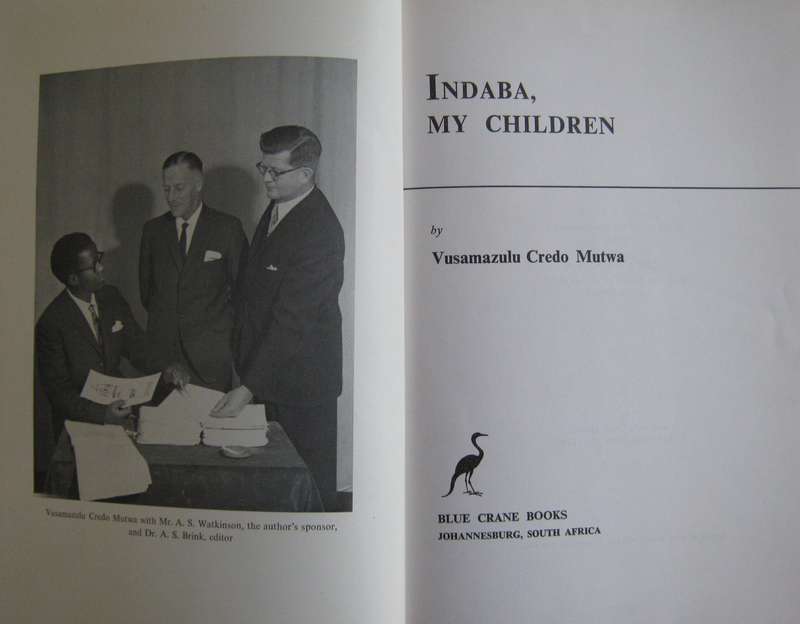 Vusamazulu Credo Mutwa with Mr. A. S. Watkinson, the author's sponsor,
and Dr. A. S. Brink, editor
INDABA,
MY CHILDREN
by
Vusamazulu Credo Mutwa
BLUE CRANE BOOKS
JOHANNESBURG, SOUTH AFRICA